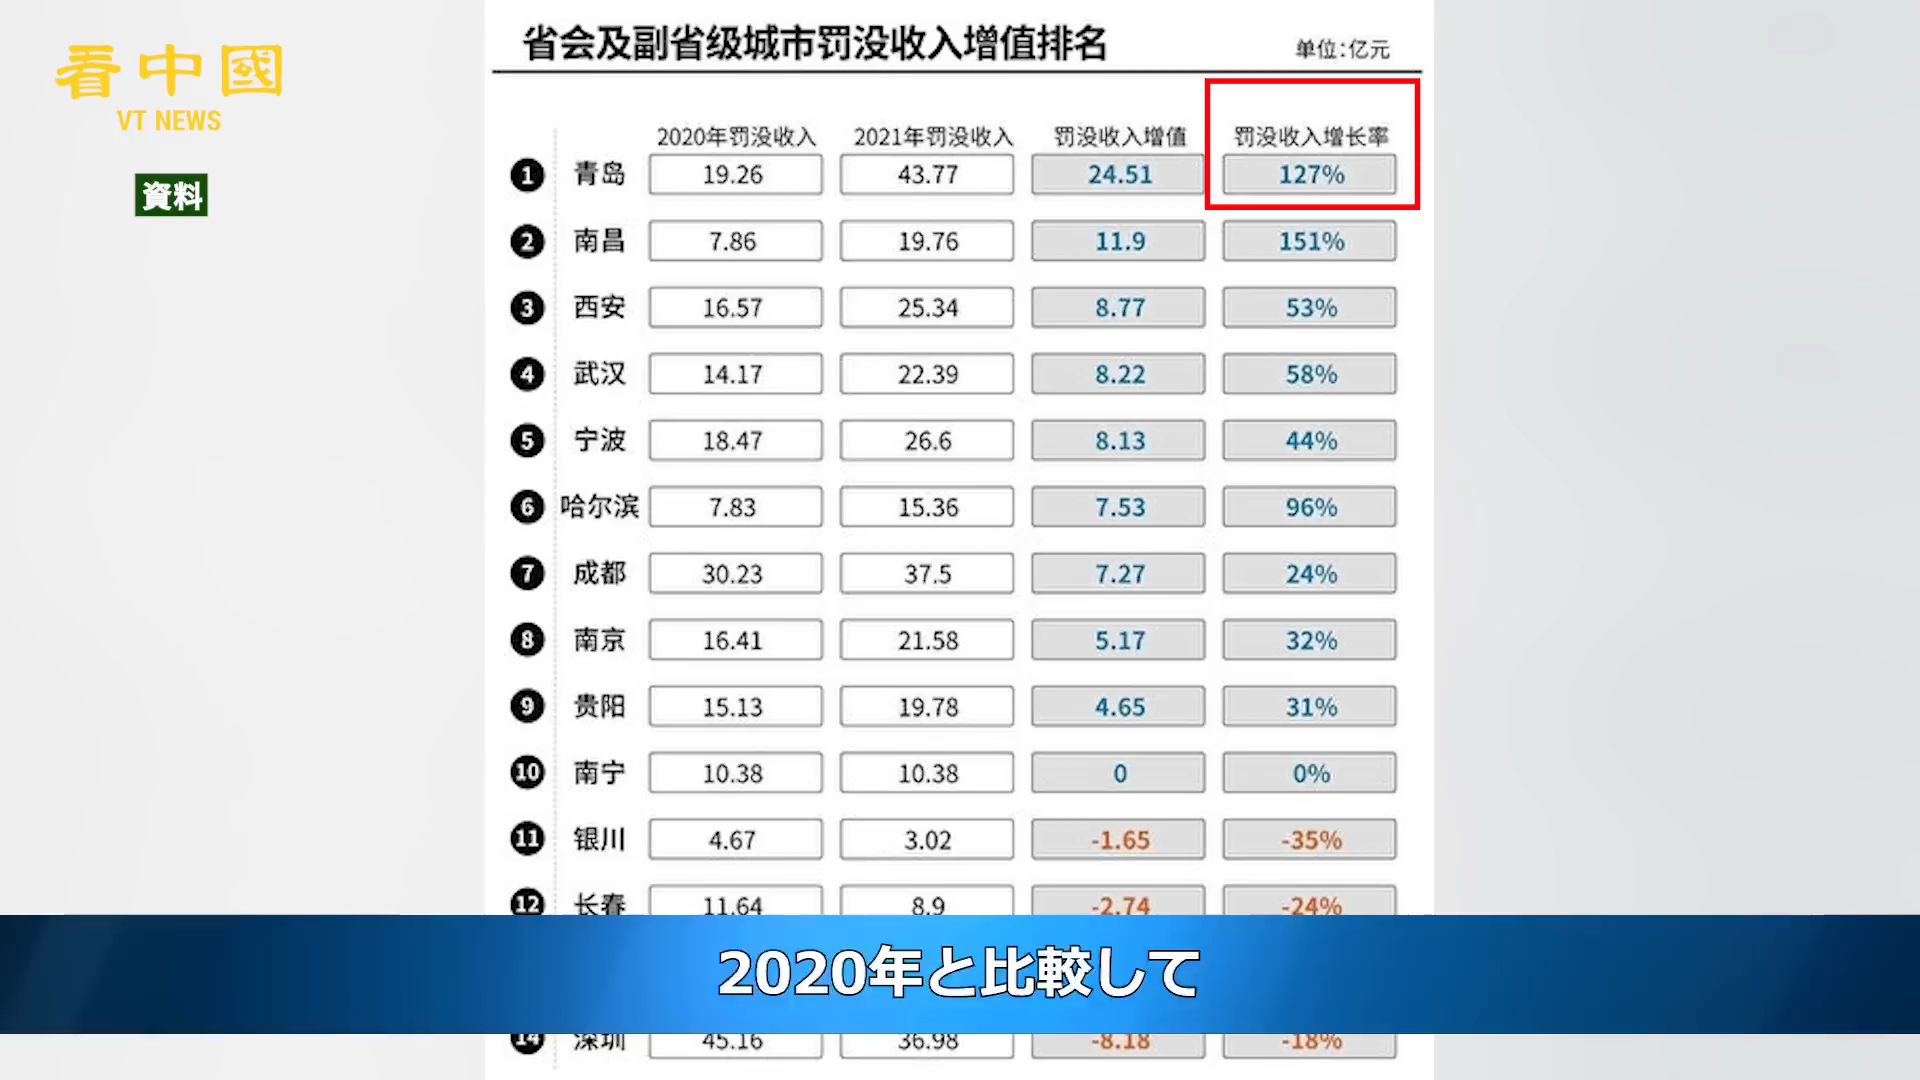 看中國
VT NEWS
資料
省会及副省级城市罚没收入增值排名 单位:亿元
2020年罚没收入 2021年罚没收入 罚没收入增值 罚没收入增长率
1 青岛 19.26 43.77 24.51 127%
2 南昌 7.86 19.76 11.9 151%
3 西安 16.57 25.34 8.77 53%
4 武汉 14.17 22.39 8.22 58%
5 宁波 18.47 26.6 8.13 44%
6 哈尔滨 7.83 15.36 7.53 96%
7 成都 30.23 37.5 7.27 24%
8 南京 16.41 21.58 5.17 32%
9 贵阳 15.13 19.78 4.65 31%
10 南宁 10.38 10.38 0 0%
11 银川 4.67 3.02 -1.65 -35%
12 长春 11.64 8.9 -2.74 -24%
2020年と比較して
14 深圳 45.16 36.98 -8.18 -18%